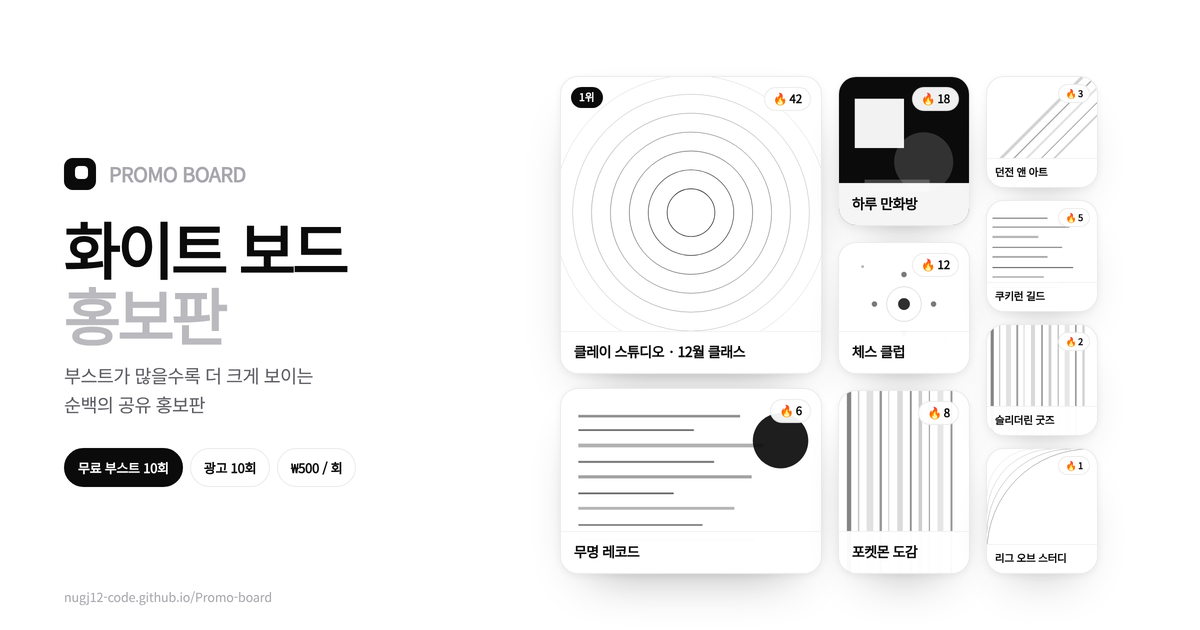 PROMO BOARD
화이트 보드
홍보판
부스트가 많을수록 더 크게 보이는
순백의 공유 홍보판
무료 부스트 10회
광고 10회
₩500 / 회
nugj12-code.github.io/Promo-board
1위
🔥 42
클레이 스튜디오 · 12월 클래스
🔥 6
무명 레코드
🔥 18
하루 만화방
🔥 12
체스 클럽
🔥 8
포켓몬 도감
🔥 3
던전 앤 아트
🔥 5
쿠키런 길드
🔥 2
슬리더린 굿즈
🔥 1
리그 오브 스터디